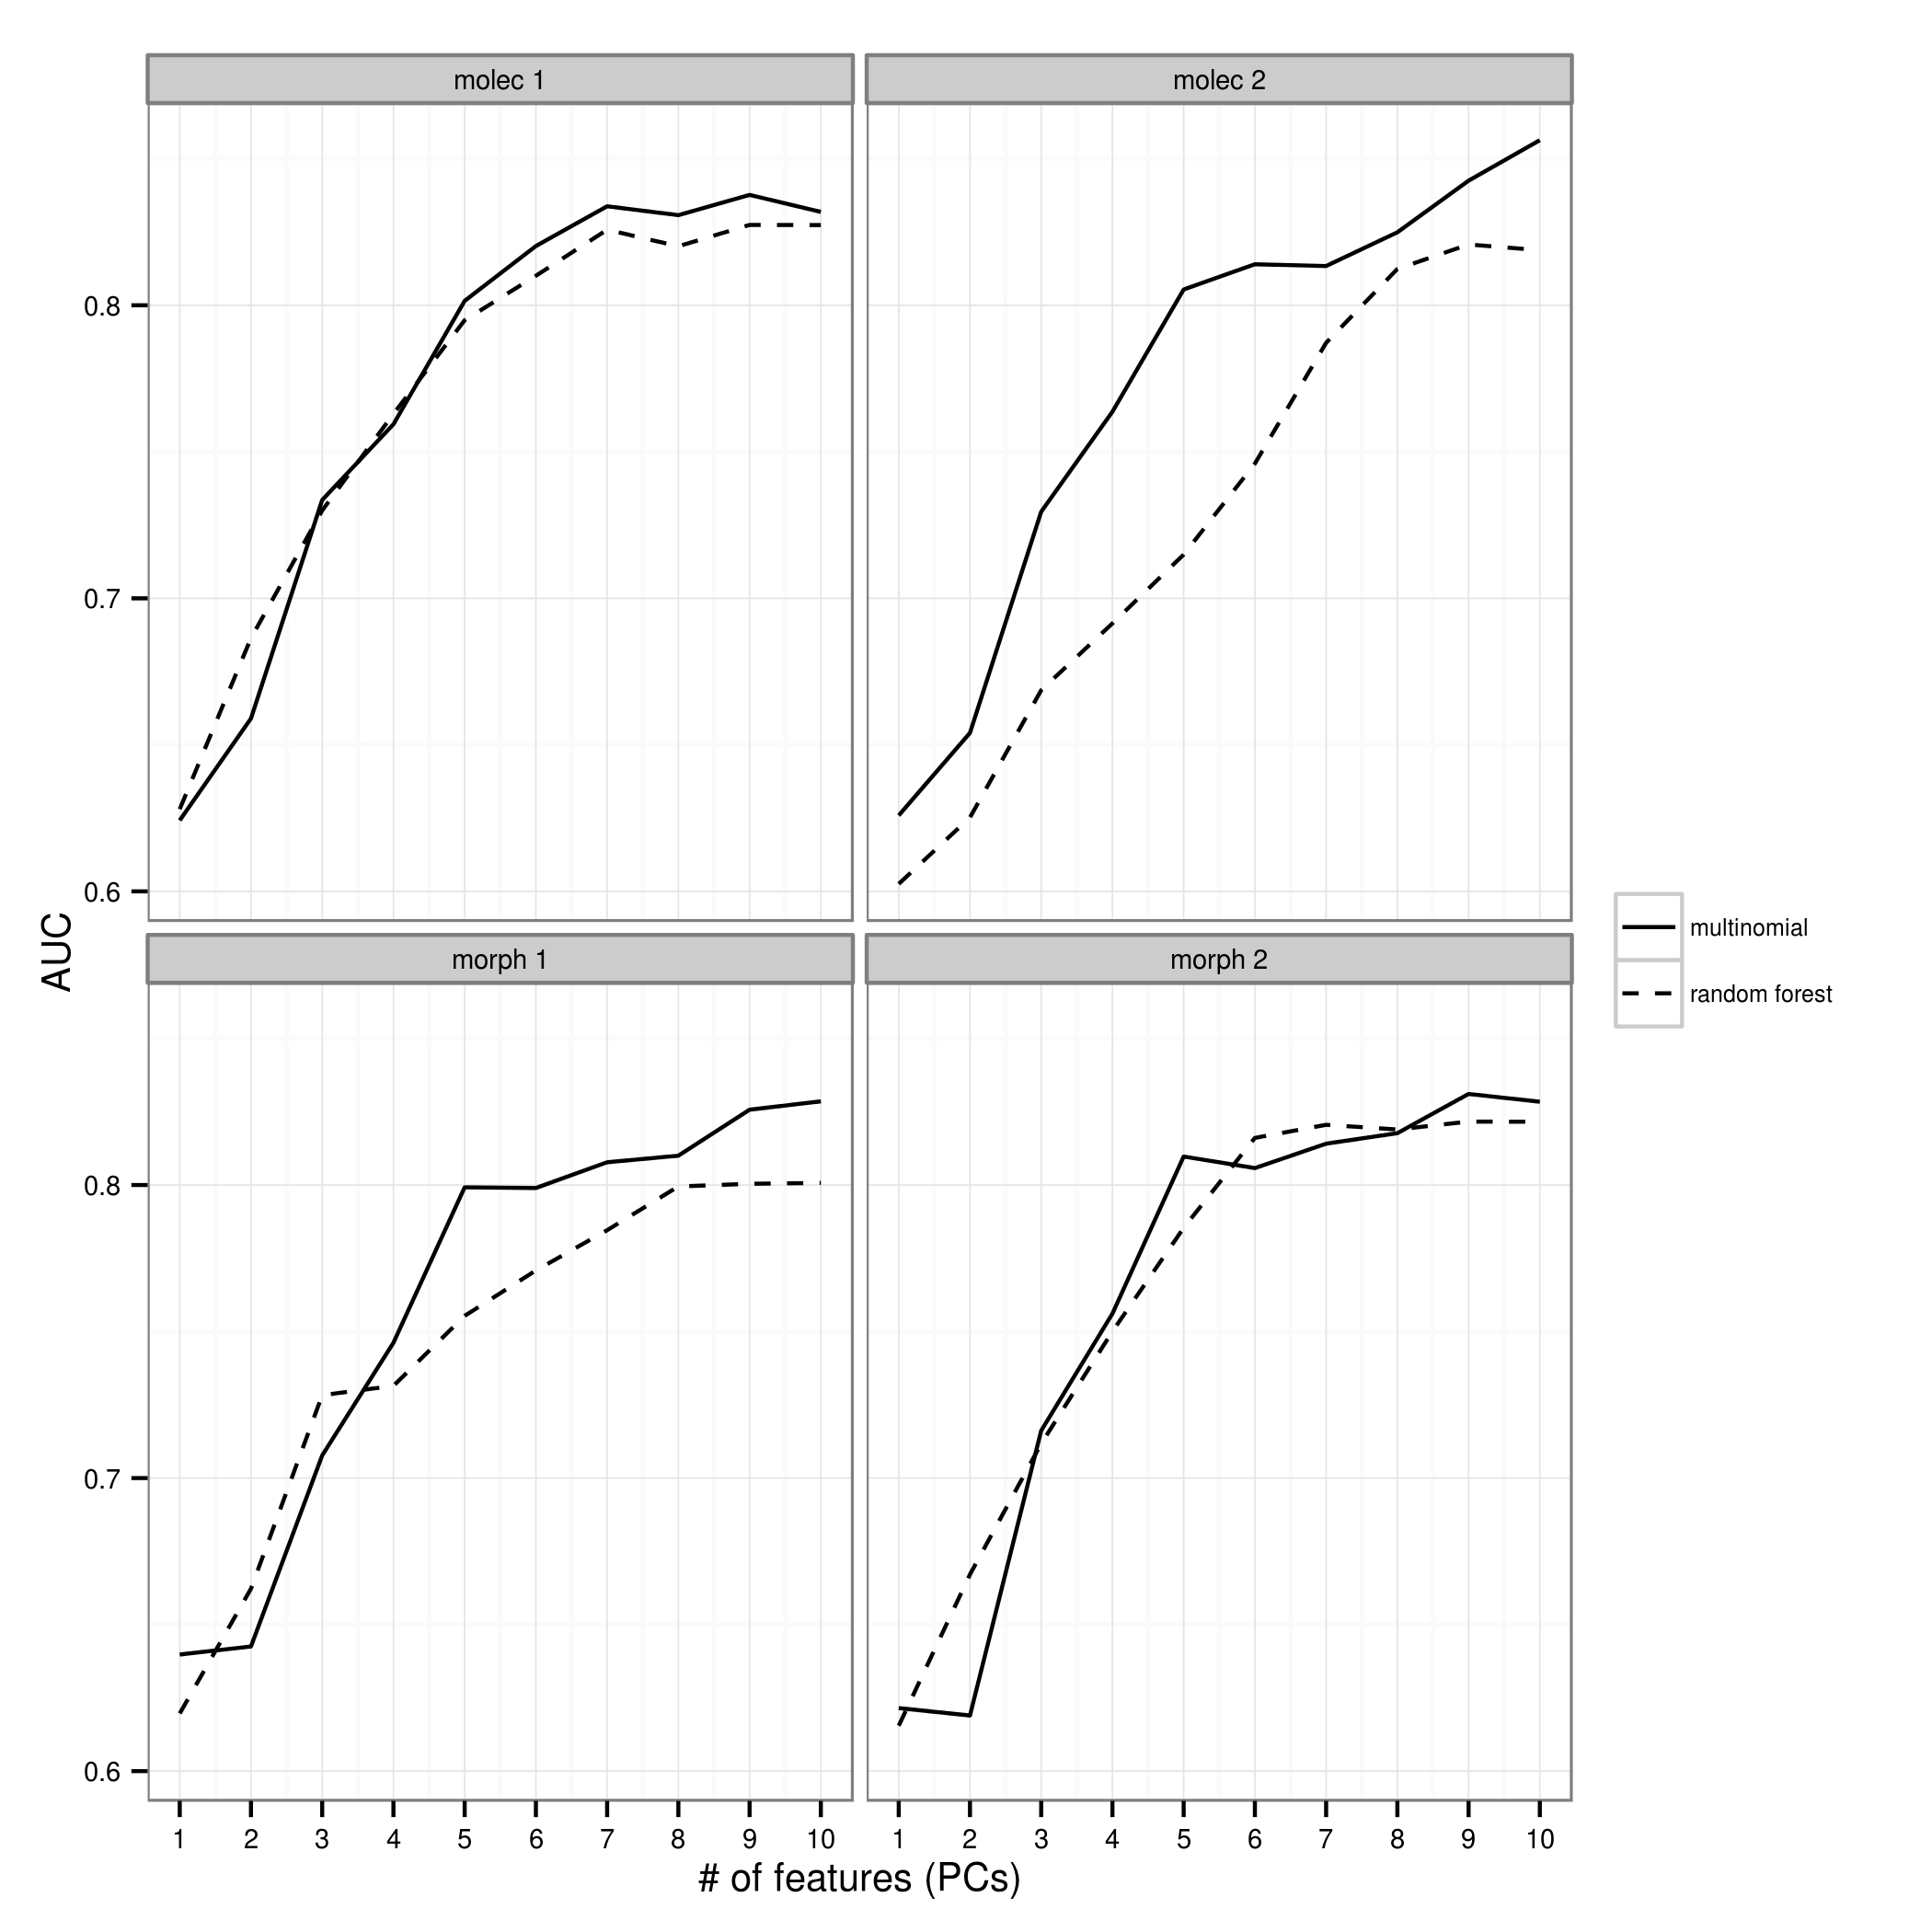 molec 1
molec 2
0.8
0.7
0.6
AUC
morph 1
morph 2
0.8
0.7
0.6
1 2 3 4 5 6 7 8 9 10
1 2 3 4 5 6 7 8 9 10
# of features (PCs)
multinomial
random forest